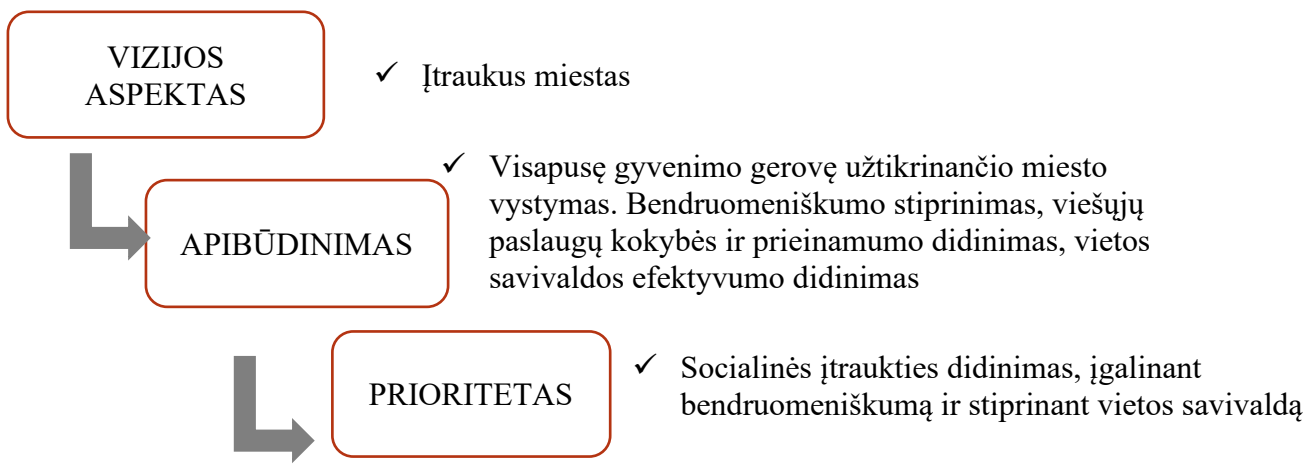 VIZIJOS
ASPEKTAS
✓ Įtraukus miestas
APIBŪDINIMAS
✓ Visapusę gyvenimo gerovę užtikrinančio miesto
vystymas. Bendruomeniškumo stiprinimas, viešųjų
paslaugų kokybės ir prieinamumo didinimas, vietos
savivaldos efektyvumo didinimas
PRIORITETAS
✓ Socialinės įtraukties didinimas, įgalinant
bendruomeniškumą ir stiprinant vietos savivaldą